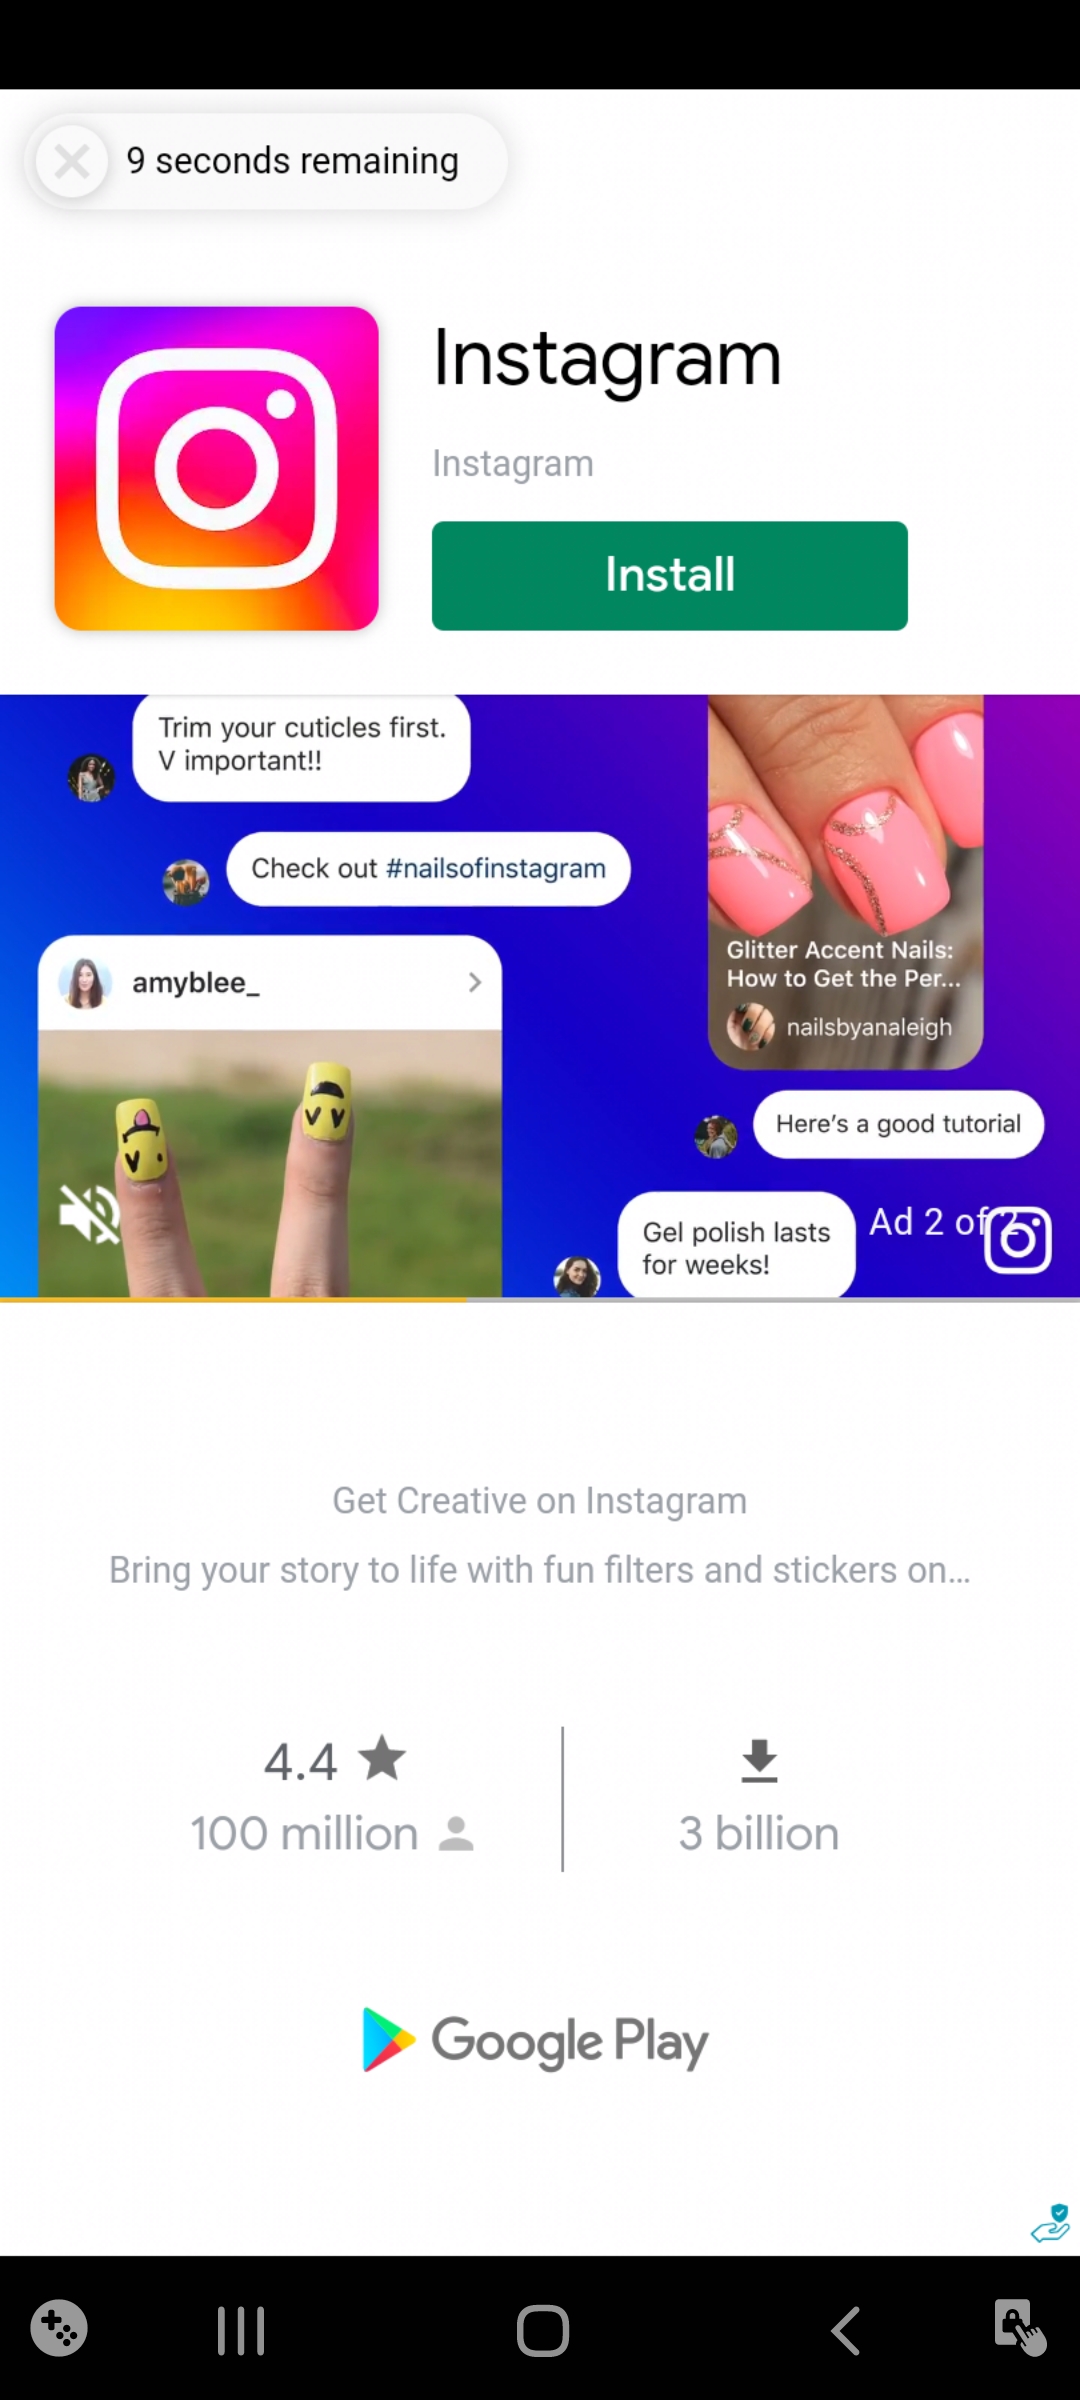 9 seconds remaining
Instagram
Instagram
Install
Trim your cuticles first.
V important!!
Check out #nailsofinstagram
amyblee_
Glitter Accent Nails:
How to Get the Per...
nailsbyanaleigh
Here's a good tutorial
Gel polish lasts
for weeks!
Ad 2 of 2
Get Creative on Instagram
Bring your story to life with fun filters and stickers on...
4.4
100 million
3 billion
Google Play